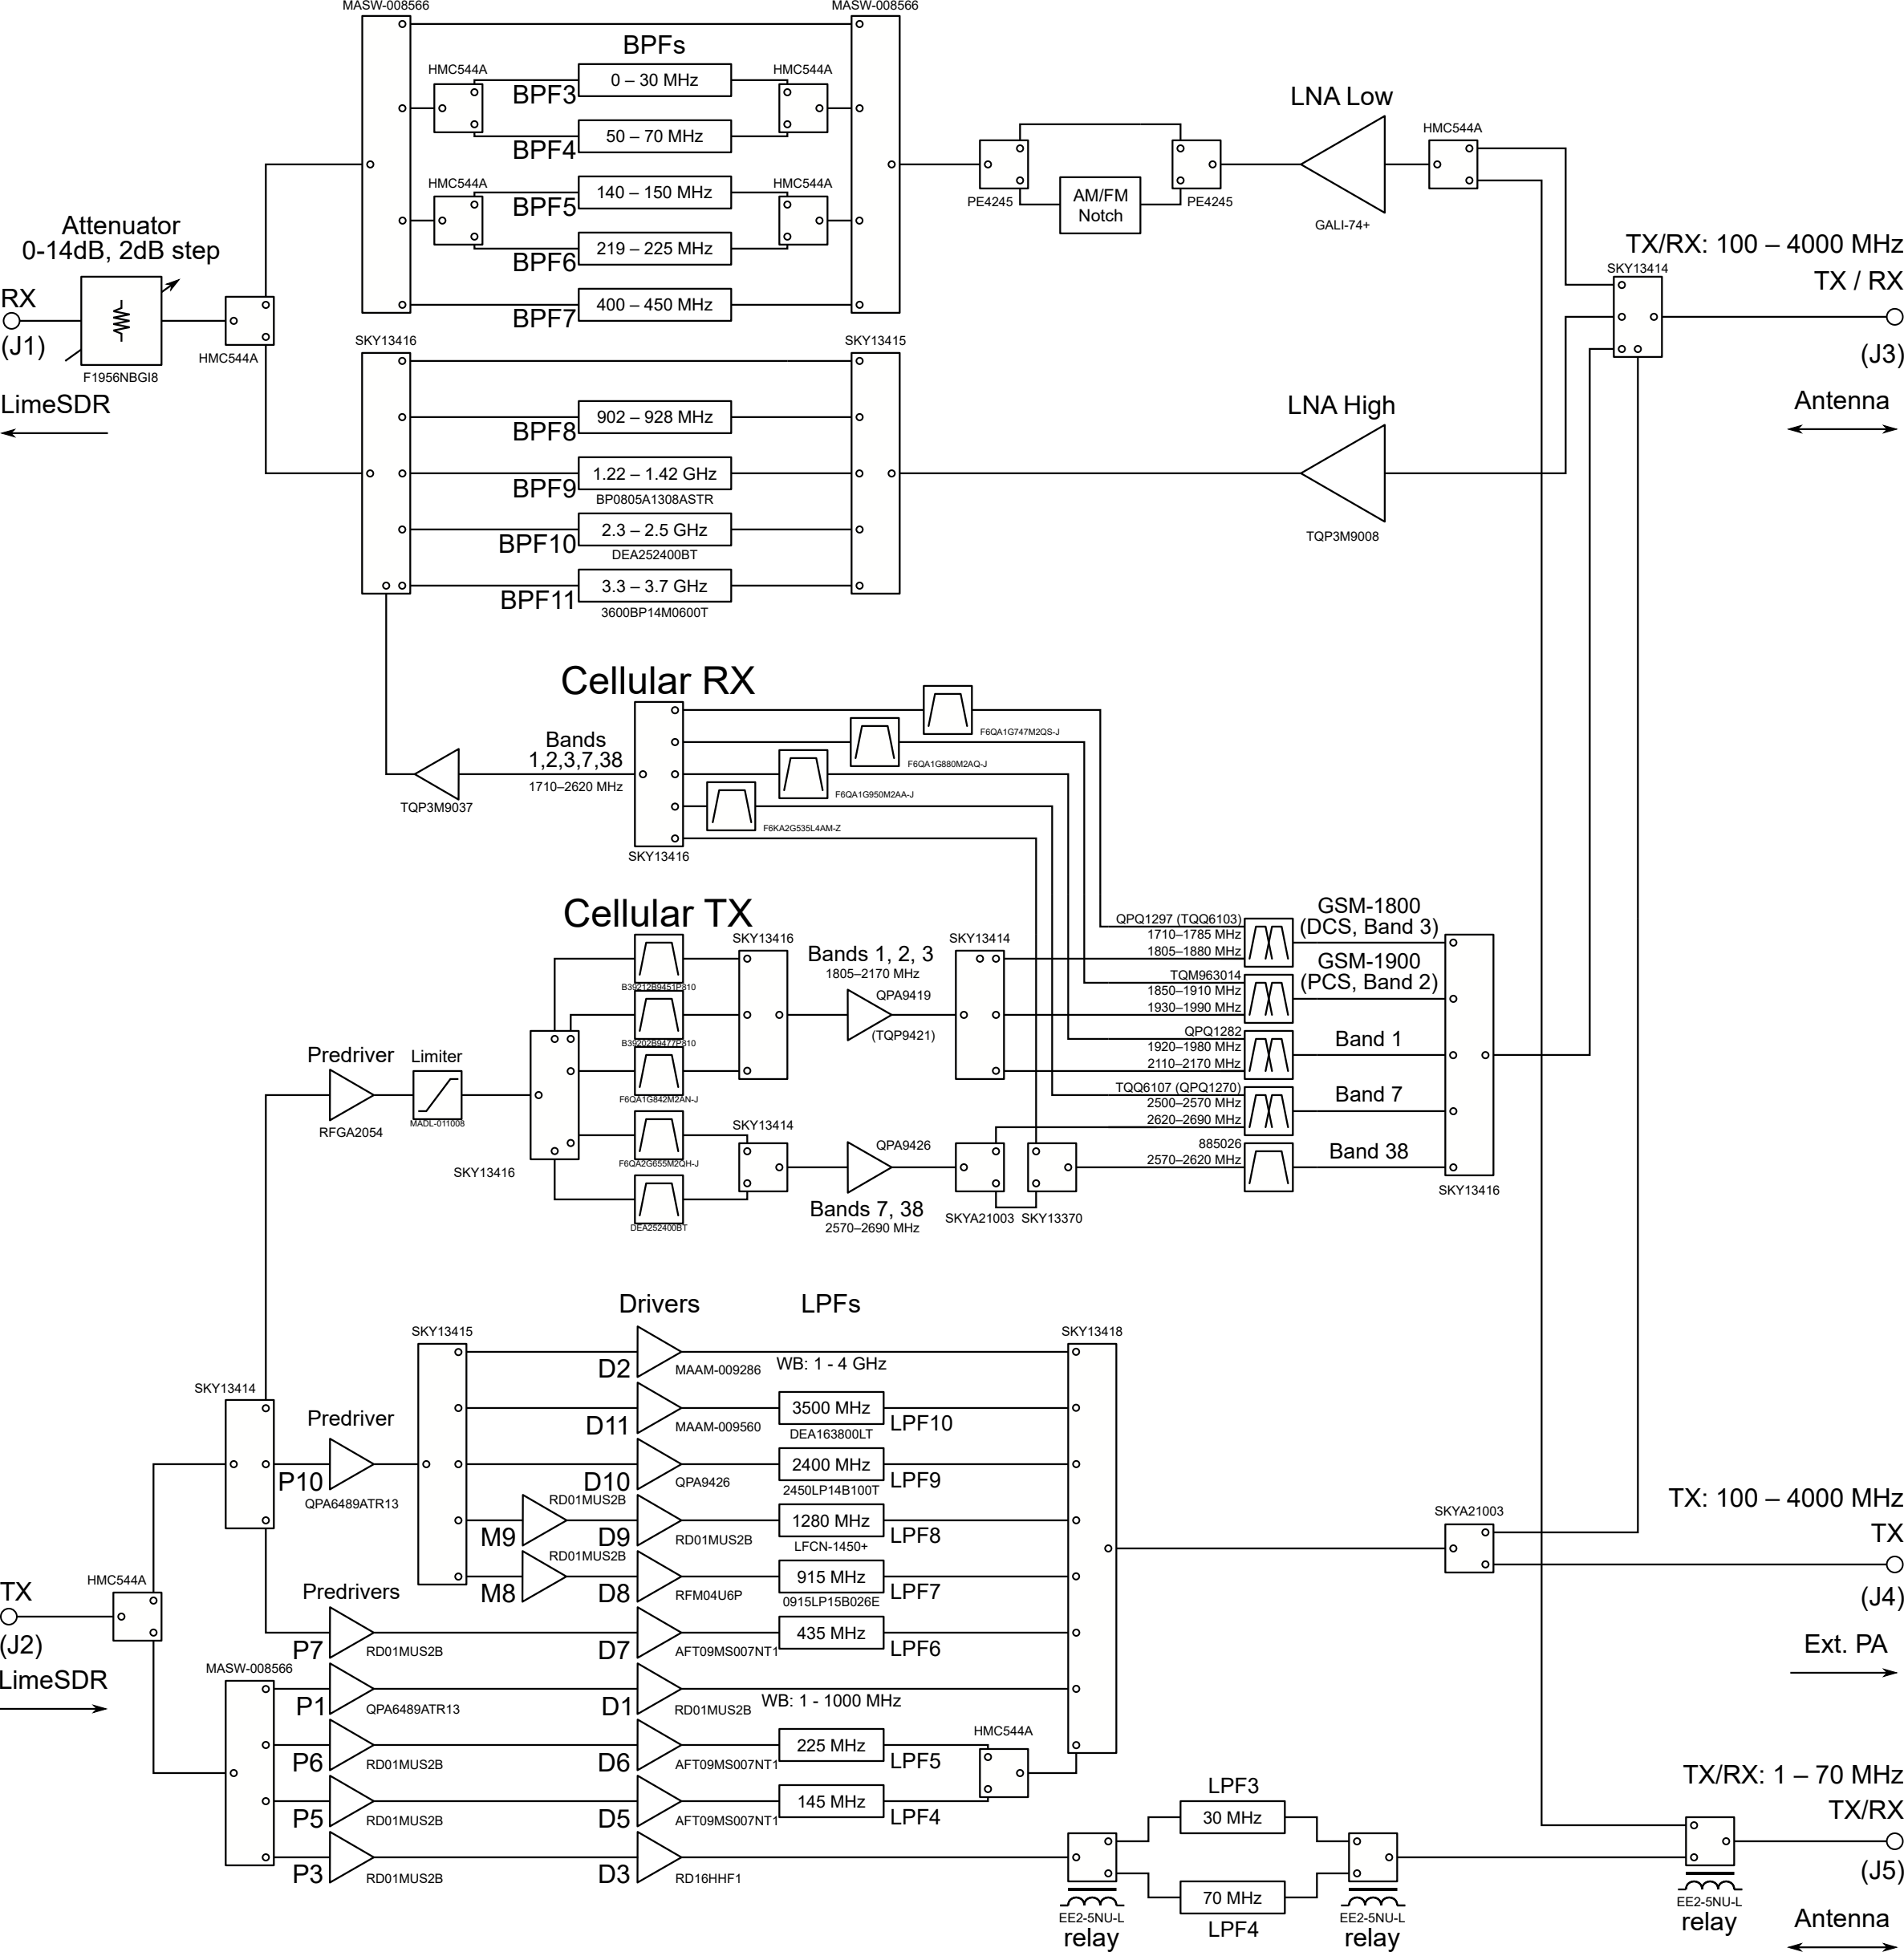 MASW-008566
MASW-008566
BPFs
HMC544A
HMC544A
0 – 30 MHz
BPF3
50 – 70 MHz
BPF4
HMC544A
HMC544A
140 – 150 MHz
BPF5
219 – 225 MHz
BPF6
400 – 450 MHz
BPF7
LNA Low
HMC544A
PE4245
AM/FM
Notch
PE4245
GALI-74+
Attenuator
0-14dB, 2dB step
RX
(J1)
F1956NBGI8
HMC544A
LimeSDR
TX/RX: 100 – 4000 MHz
SKY13414
TX / RX
(J3)
Antenna
SKY13416
SKY13415
902 – 928 MHz
BPF8
1.22 – 1.42 GHz
BPF9
BP0805A1308ASTR
2.3 – 2.5 GHz
BPF10
DEA252400BT
3.3 – 3.7 GHz
BPF11
3600BP14M0600T
LNA High
TQP3M9008
Cellular RX
F6QA1G747M2QS-J
F6QA1G880M2AQ-J
F6QA1G950M2AA-J
F6KA2G535L4AM-Z
Bands
1,2,3,7,38
1710–2620 MHz
TQP3M9037
SKY13416
Cellular TX
SKY13416
B39212B9451P810
B39202B9477P810
F6QA1G842M2AN-J
F6QA2G655M2QH-J
DEA252400BT
Bands 1, 2, 3
1805–2170 MHz
QPA9419
(TQP9421)
SKY13414
QPQ1297 (TQQ6103)
1710–1785 MHz
1805–1880 MHz
GSM-1800
(DCS, Band 3)
TQM963014
1850–1910 MHz
1930–1990 MHz
GSM-1900
(PCS, Band 2)
QPQ1282
1920–1980 MHz
2110–2170 MHz
Band 1
TQQ6107 (QPQ1270)
2500–2570 MHz
2620–2690 MHz
Band 7
885026
2570–2620 MHz
Band 38
SKY13416
Predriver
RFGA2054
Limiter
MADL-011008
SKY13416
SKY13414
QPA9426
Bands 7, 38
2570–2690 MHz
SKYA21003
SKY13370
Drivers
LPFs
SKY13415
SKY13418
D2
MAAM-009286
WB: 1 - 4 GHz
D11
MAAM-009560
3500 MHz
LPF10
DEA163800LT
D10
QPA9426
2400 MHz
LPF9
2450LP14B100T
RD01MUS2B
M9
D9
RD01MUS2B
1280 MHz
LPF8
LFCN-1450+
RD01MUS2B
M8
D8
RFM04U6P
915 MHz
LPF7
0915LP15B026E
SKY13414
Predriver
P10
QPA6489ATR13
HMC544A
TX
(J2)
LimeSDR
Predrivers
P7
RD01MUS2B
D7
AFT09MS007NT1
435 MHz
LPF6
MASW-008566
P1
QPA6489ATR13
D1
RD01MUS2B
WB: 1 - 1000 MHz
P6
RD01MUS2B
D6
AFT09MS007NT1
225 MHz
LPF5
HMC544A
P5
RD01MUS2B
D5
AFT09MS007NT1
145 MHz
LPF4
P3
RD01MUS2B
D3
RD16HHF1
LPF3
30 MHz
70 MHz
LPF4
EE2-5NU-L
relay
EE2-5NU-L
relay
SKYA21003
TX: 100 – 4000 MHz
TX
(J4)
Ext. PA
TX/RX: 1 – 70 MHz
TX/RX
(J5)
EE2-5NU-L
relay
Antenna